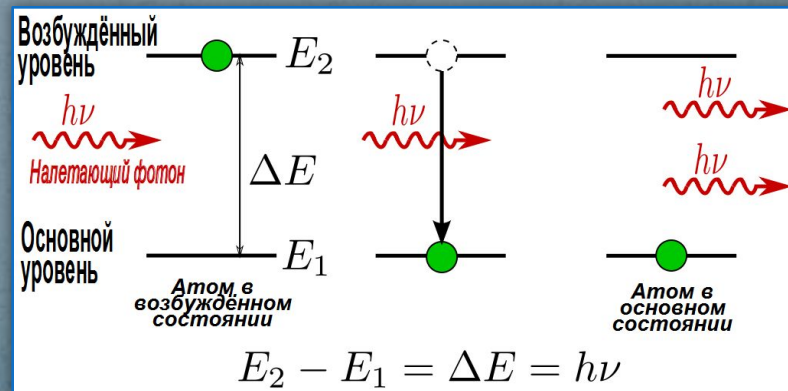 Возбуждённый
уровень
E₂
hν
Налетающий фотон
ΔE
hν
hν
hν
Основной
уровень
E₁
Атом в
возбуждённом
состоянии
Атом в
основном
состоянии
E₂ − E₁ = ΔE = hν